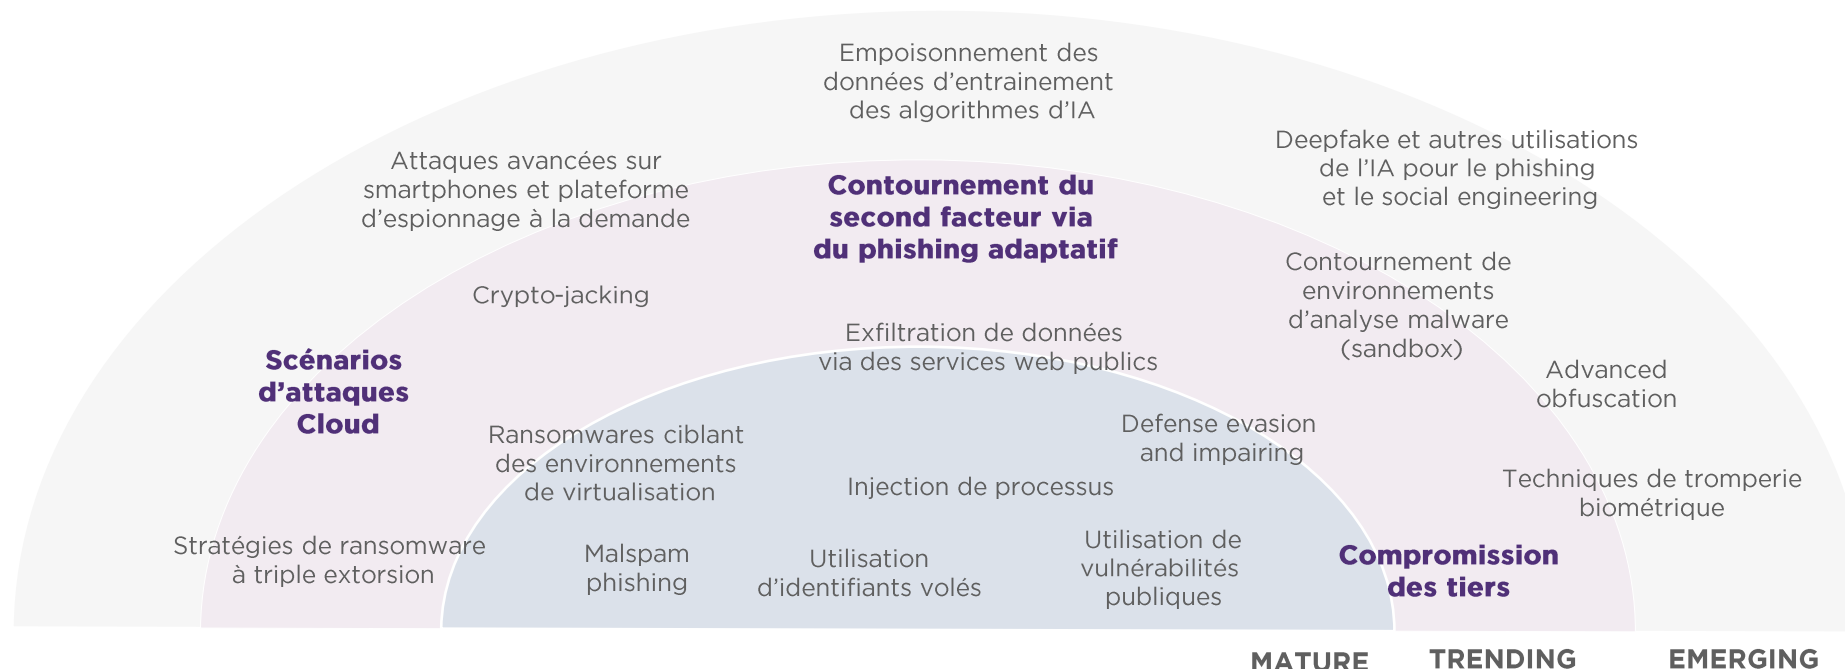 Empoisonnement des
données d'entrainement
des algorithmes d'IA
Deepfake et autres utilisations
de l'IA pour le phishing
et le social engineering
Attaques avancées sur
smartphones et plateforme
d'espionnage à la demande
Contournement du
second facteur via
du phishing adaptatif
Contournement de
environnements
d'analyse malware
(sandbox)
Crypto-jacking
Exfiltration de données
via des services web publics
Scénarios
d'attaques
Cloud
Advanced
obfuscation
Ransomwares ciblant
des environnements
de virtualisation
Defense evasion
and impairing
Injection de processus
Techniques de tromperie
biométrique
Stratégies de ransomware
à triple extorsion
Malspam
phishing
Utilisation
d'identifiants volés
Utilisation de
vulnérabilités
publiques
Compromission
des tiers
MATURE
TRENDING
EMERGING